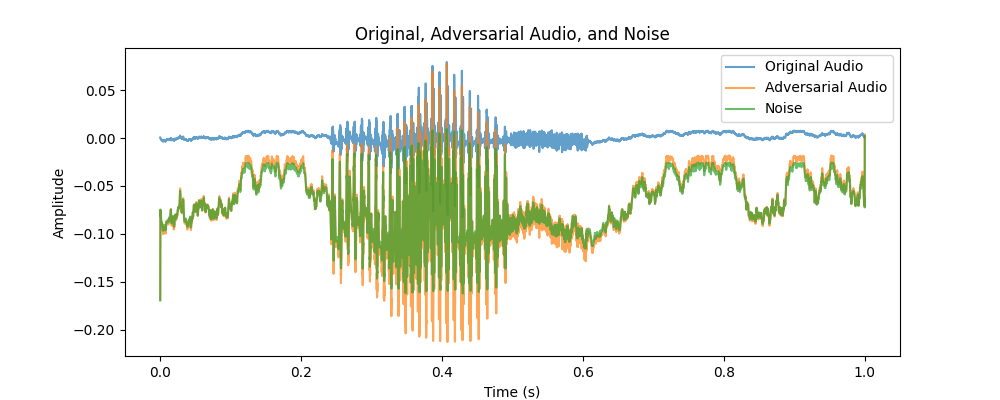 Original, Adversarial Audio, and Noise
Original Audio
Adversarial Audio
Noise
Amplitude
0.05
0.00
−0.05
−0.10
−0.15
−0.20
0.0 0.2 0.4 0.6 0.8 1.0
Time (s)